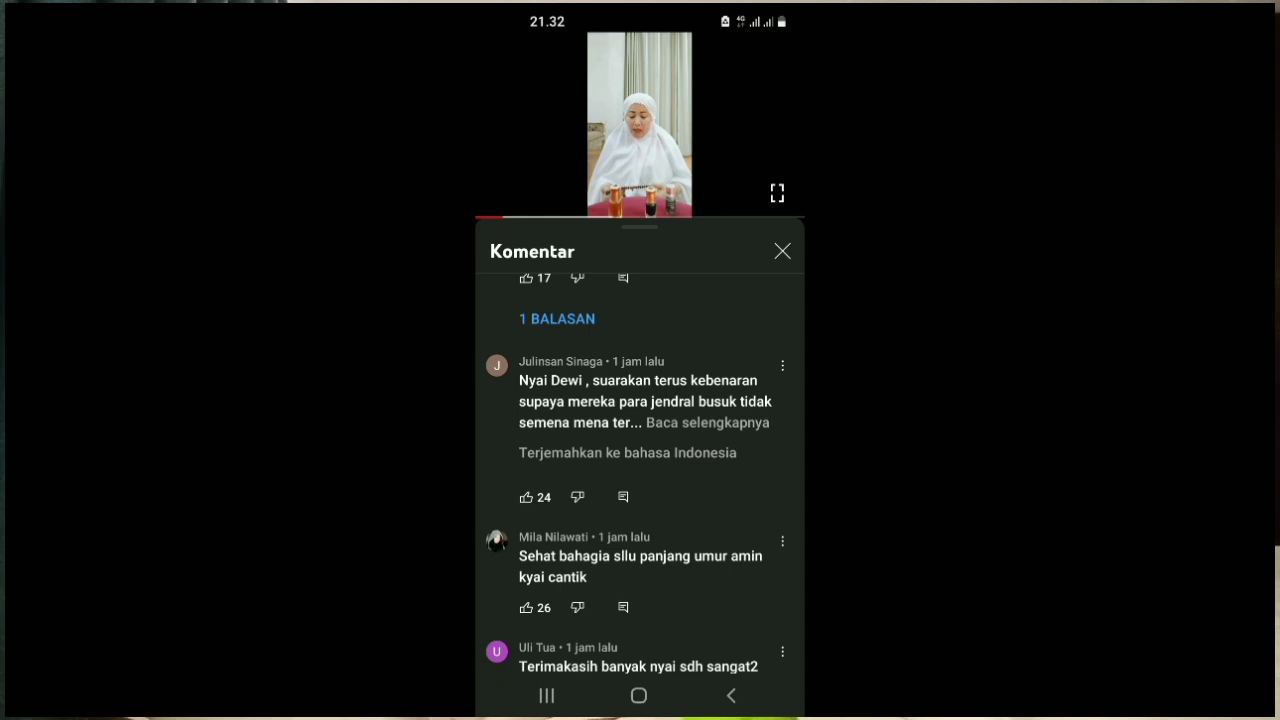 21.32
4G
Komentar
17
1 BALASAN
J
Julinsan Sinaga • 1 jam lalu
Nyai Dewi , suarakan terus kebenaran
supaya mereka para jendral busuk tidak
semena mena ter... Baca selengkapnya
Terjemahkan ke bahasa Indonesia
24
Mila Nilawati • 1 jam lalu
Sehat bahagia sllu panjang umur amin
kyai cantik
26
U
Uli Tua • 1 jam lalu
Terimakasih banyak nyai sdh sangat2